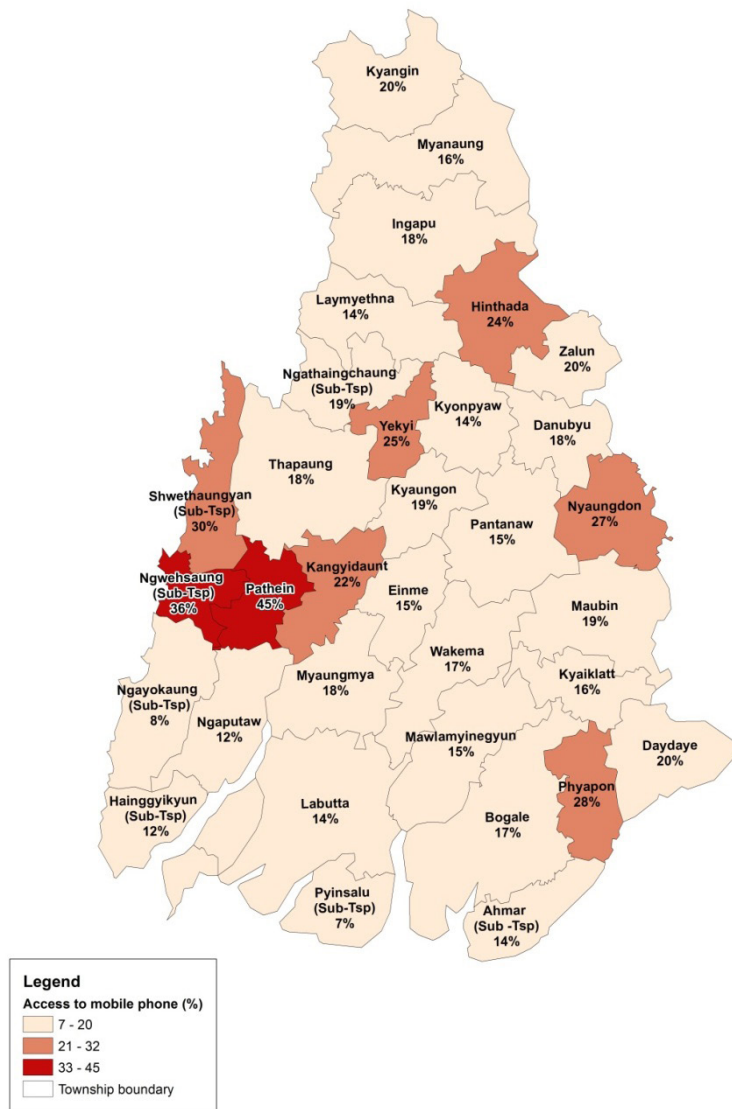 Kyangin
20%
Myanaung
16%
Ingapu
18%
Hinthada
24%
Laymyethna
14%
Zalun
20%
Ngathaingchaung
(Sub-Tsp)
19%
Yekyi
25%
Kyonpyaw
14%
Danubyu
18%
Thapaung
18%
Shwethaungyan
(Sub-Tsp)
30%
Kyaungon
19%
Nyaungdon
27%
Pantanaw
15%
Ngwehsaung
(Sub-Tsp)
36%
Pathein
45%
Kangyidaunt
22%
Einme
15%
Maubin
19%
Wakema
17%
Myaungmya
18%
Kyaiklatt
16%
Ngayokaung
(Sub-Tsp)
8%
Ngaputaw
12%
Mawlamyinegyun
15%
Daydaye
20%
Phyapon
28%
Hainggyikyun
(Sub-Tsp)
12%
Labutta
14%
Bogale
17%
Pyinsalu
(Sub-Tsp)
7%
Ahmar
(Sub -Tsp)
14%
Legend
Access to mobile phone (%)
7 - 20
21 - 32
33 - 45
Township boundary